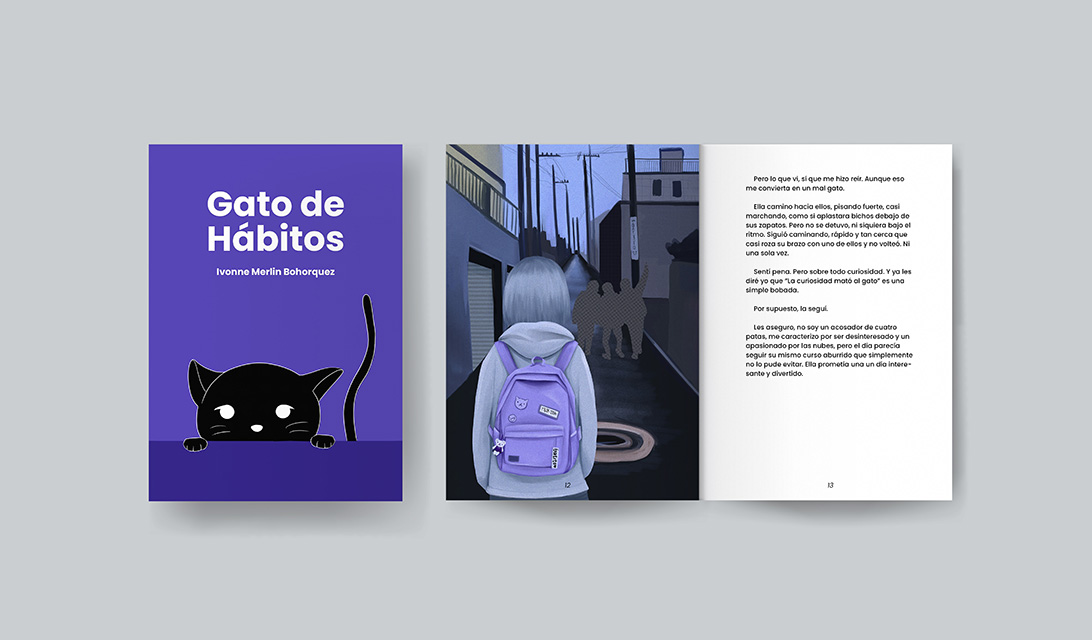 Gato de
Hábitos
Ivonne Merlin Bohorquez
12
Pero lo que vi, si que me hizo reír. Aunque eso
me convierta en un mal gato.
Ella camino hacia ellos, pisando fuerte, casi
marchando, como si aplastara bichos debajo de
sus zapatos. Pero no se detuvo, ni siquiera bajo el
ritmo. Siguió caminando, rápido y tan cerca que
casi roza su brazo con uno de ellos y no volteó. Ni
una sola vez.
Sentí pena. Pero sobre todo curiosidad. Y ya les
diré yo que "La curiosidad mató al gato" es una
simple bobada.
Por supuesto, la seguí.
Les aseguro, no soy un acosador de cuatro
patas, me caracterizo por ser desinteresado y un
apasionado por las nubes, pero el día parecía
seguir su mismo curso aburrido que simplemente
no lo pude evitar. Ella prometía una un día intere-
sante y divertido.
13